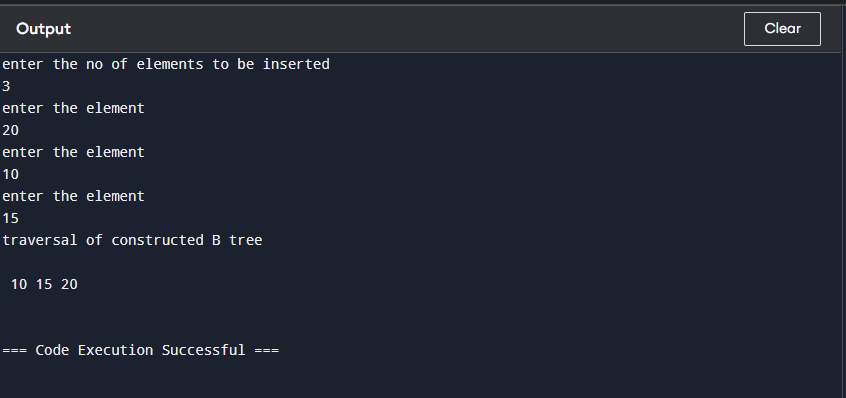 Output
Clear
enter the no of elements to be inserted
3
enter the element
20
enter the element
10
enter the element
15
traversal of constructed B tree
10 15 20
=== Code Execution Successful ===